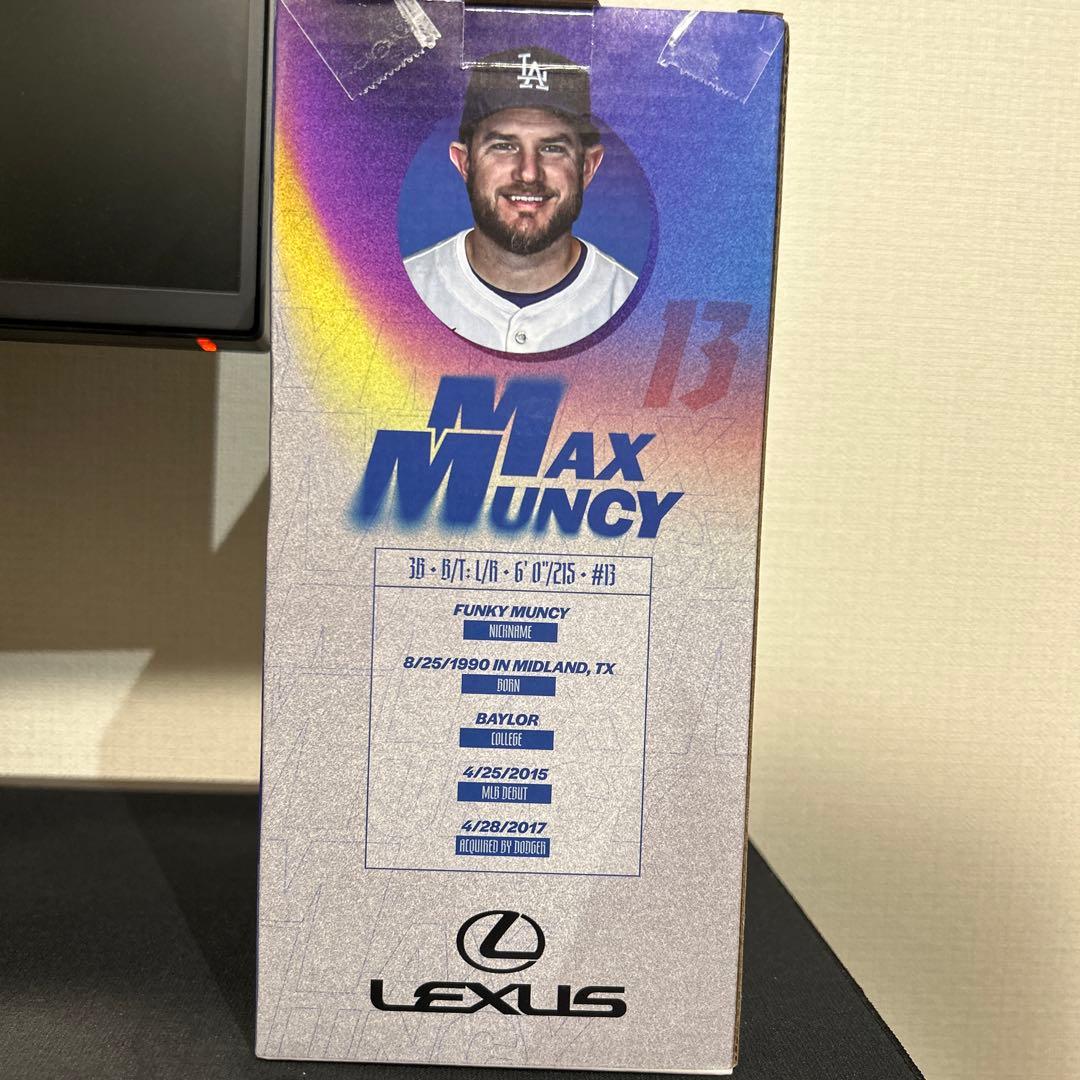 LA
13
MAX
MUNCY
3B • B/T: L/R • 6' 0"/215 • #13
FUNKY MUNCY
NICKNAME
8/25/1990 IN MIDLAND, TX
BORN
BAYLOR
COLLEGE
4/25/2015
MLB DEBUT
4/28/2017
ACQUIRED BY DODGER
LEXUS